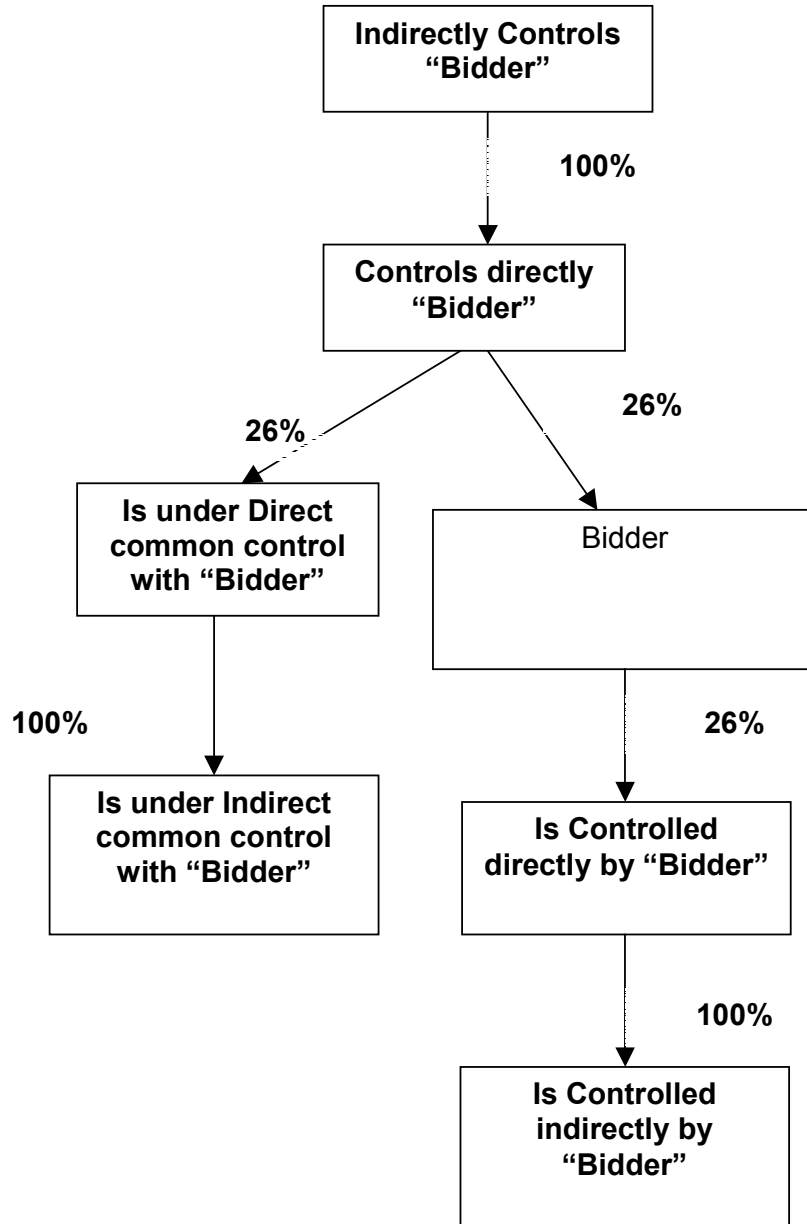 Indirectly Controls
“Bidder”
100%
Controls directly
“Bidder”
26%
26%
Is under Direct
common control
with “Bidder”
Bidder
100%
26%
Is under Indirect
common control
with “Bidder”
Is Controlled
directly by “Bidder”
100%
Is Controlled
indirectly by
“Bidder”